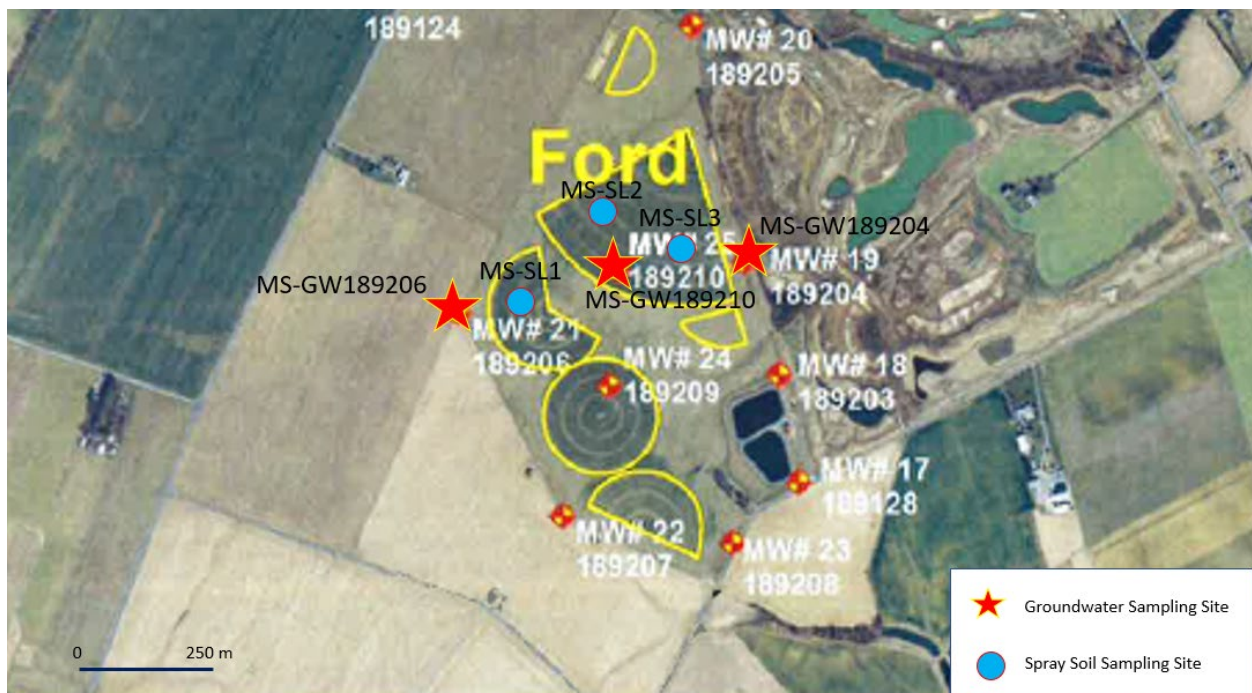 189124
MW# 20
189205
Ford
MS-SL2
MS-SL3
MS-GW189204
MW# 25
189210
MW# 19
189204
MS-GW189206
MS-SL1
MS-GW189210
MW# 21
189206
MW# 24
189209
MW# 18
189203
MW# 17
189128
MW# 22
189207
MW# 23
189208
0 250 m
Groundwater Sampling Site
Spray Soil Sampling Site